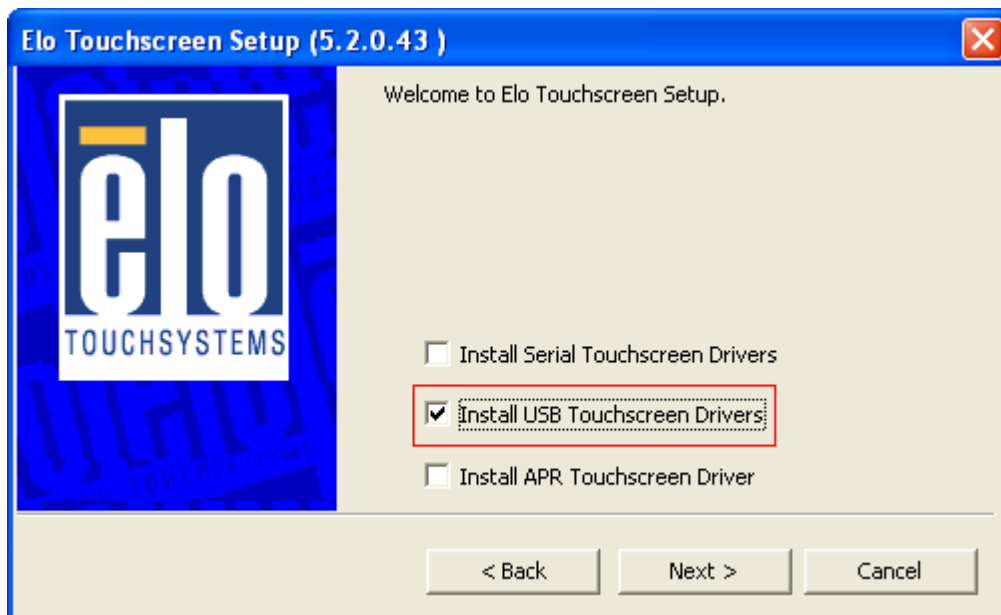 Elo Touchscreen Setup (5.2.0.43 )
Welcome to Elo Touchscreen Setup.
ēlo
TOUCHSYSTEMS
Install Serial Touchscreen Drivers
Install USB Touchscreen Drivers
Install APR Touchscreen Driver
< Back
Next >
Cancel